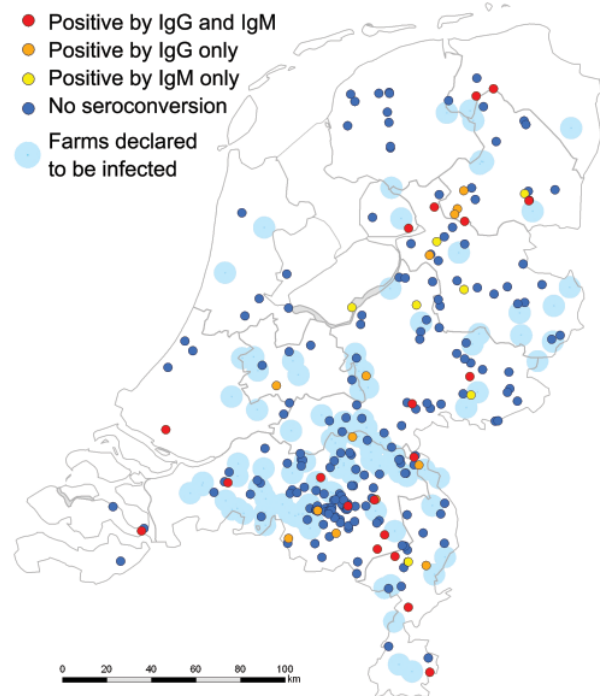 Positive by IgG and IgM
Positive by IgG only
Positive by IgM only
No seroconversion
Farms declared
to be infected
0 20 40 60 80 100
km